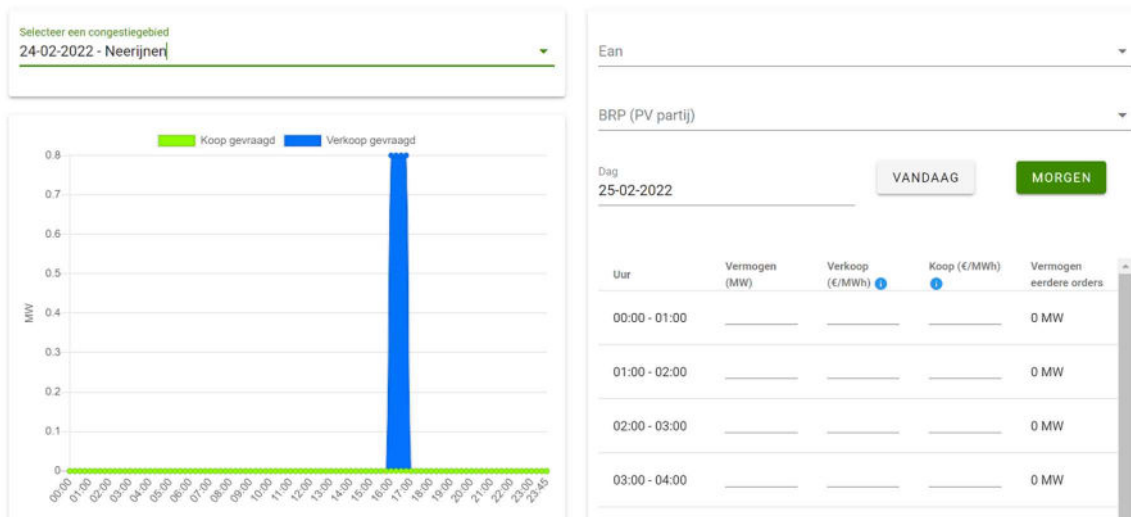 Selecteer een congestiegebied
24-02-2022 - Neerijnen
Koop gevraagd
Verkoop gevraagd
MW
0.8
0.7
0.6
0.5
0.4
0.3
0.2
0.1
0
00:00
01:00
02:00
03:00
04:00
05:00
06:00
07:00
08:00
09:00
10:00
11:00
12:00
13:00
14:00
15:00
16:00
17:00
18:00
19:00
20:00
21:00
22:00
23:00
23:45
Ean
BRP (PV partij)
Dag
25-02-2022
VANDAAG
MORGEN
Uur
Vermogen
(MW)
Verkoop
(€/MWh)
Koop (€/MWh)
Vermogen
eerdere orders
00:00 - 01:00
0 MW
01:00 - 02:00
0 MW
02:00 - 03:00
0 MW
03:00 - 04:00
0 MW